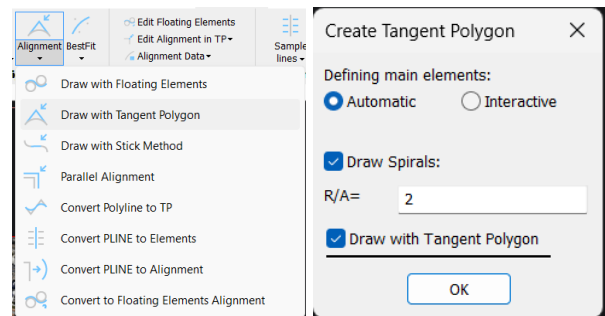 Alignment
BestFit
Edit Floating Elements
Edit Alignment in TP
Alignment Data
Sample
lines
Draw with Floating Elements
Draw with Tangent Polygon
Draw with Stick Method
Parallel Alignment
Convert Polyline to TP
Convert PLINE to Elements
Convert PLINE to Alignment
Convert to Floating Elements Alignment
Create Tangent Polygon
Defining main elements:
Automatic Interactive
Draw Spirals:
R/A= 2
Draw with Tangent Polygon
OK